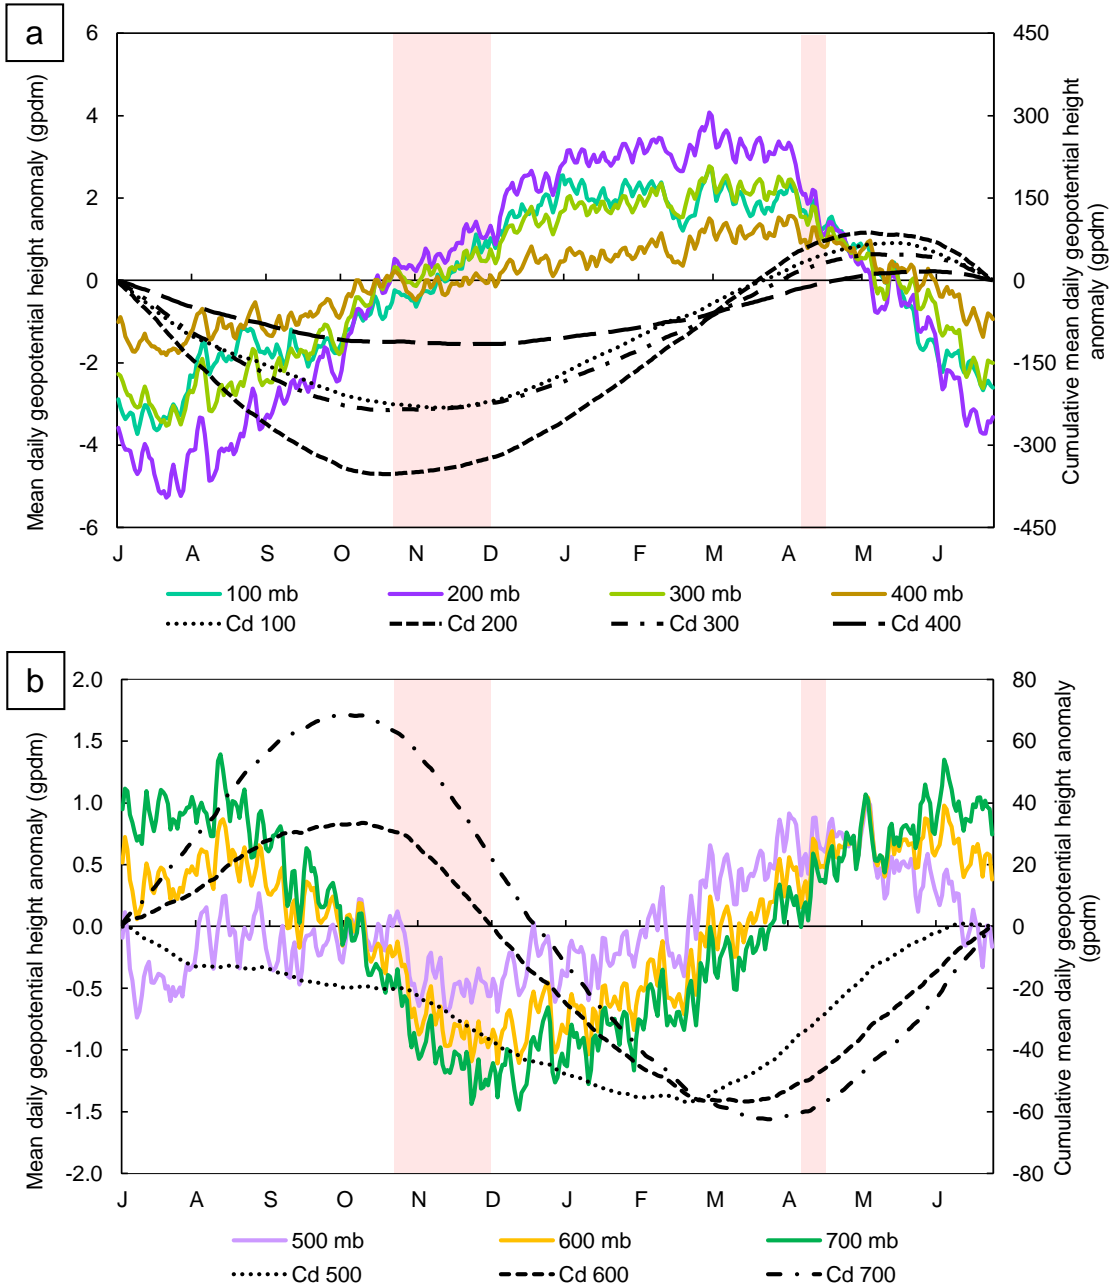 a
Mean daily geopotential height anomaly (gpdm)
6
4
2
0
-2
-4
-6
450
300
150
0
-150
-300
-450
Cumulative mean daily geopotential height
anomaly (gpdm)
J A S O N D J F M A M J
100 mb 200 mb 300 mb 400 mb
Cd 100 Cd 200 Cd 300 Cd 400
b
Mean daily geopotential height anomaly (gpdm)
2.0
1.5
1.0
0.5
0.0
-0.5
-1.0
-1.5
-2.0
80
60
40
20
0
-20
-40
-60
-80
Cumulative mean daily geopotential height anomaly
(gpdm)
J A S O N D J F M A M J
500 mb 600 mb 700 mb
Cd 500 Cd 600 Cd 700